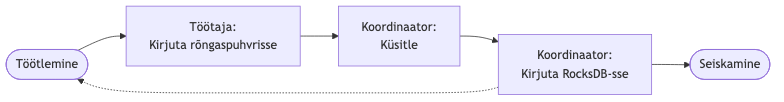 Töötlemine
Töötaja:
Kirjuta rõngaspuhvrisse
Koordinaator:
Küsitle
Koordinaator:
Kirjuta RocksDB-sse
Seiskamine